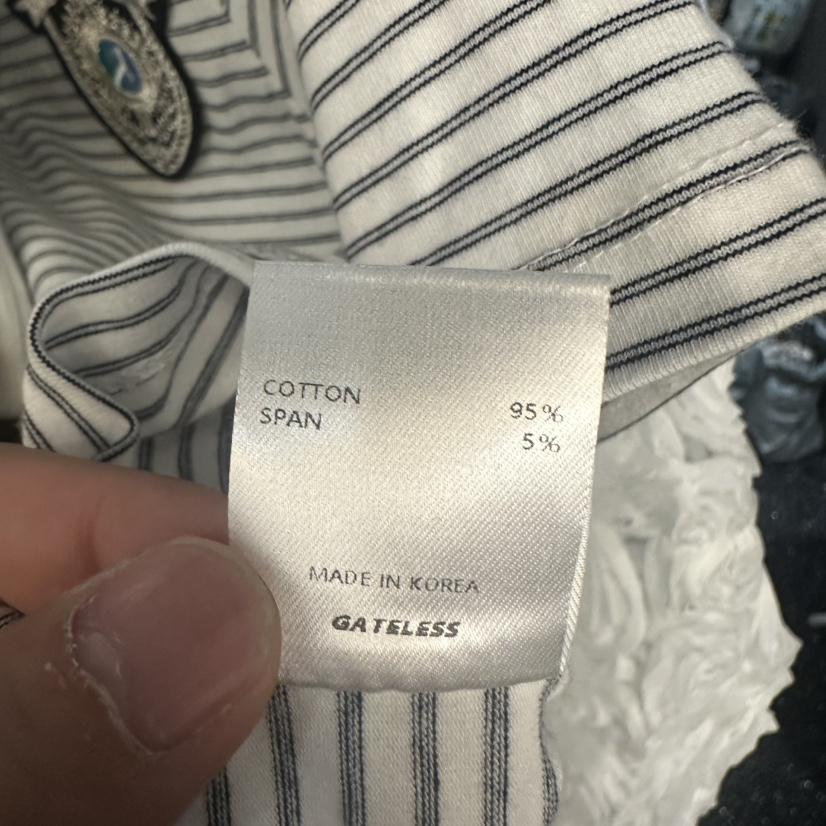 COTTON 95%
SPAN 5%
MADE IN KOREA
GATELESS